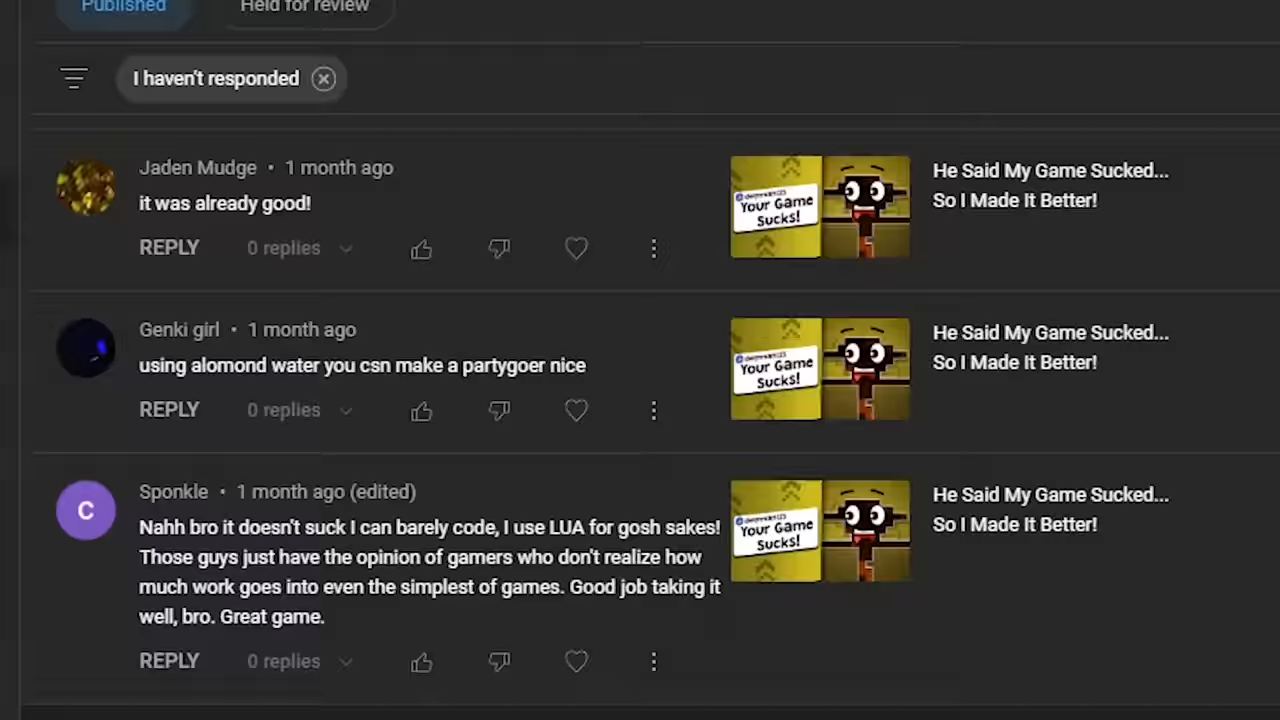 Published
Held for review
I haven't responded
Jaden Mudge • 1 month ago
it was already good!
REPLY
0 replies
Your Game
Sucks!
He Said My Game Sucked...
So I Made It Better!
Genki girl • 1 month ago
using alomond water you csn make a partygoer nice
REPLY
0 replies
Your Game
Sucks!
He Said My Game Sucked...
So I Made It Better!
C
Sponkle • 1 month ago (edited)
Nahh bro it doesn't suck I can barely code, I use LUA for gosh sakes!
Those guys just have the opinion of gamers who don't realize how
much work goes into even the simplest of games. Good job taking it
well, bro. Great game.
REPLY
0 replies
Your Game
Sucks!
He Said My Game Sucked...
So I Made It Better!